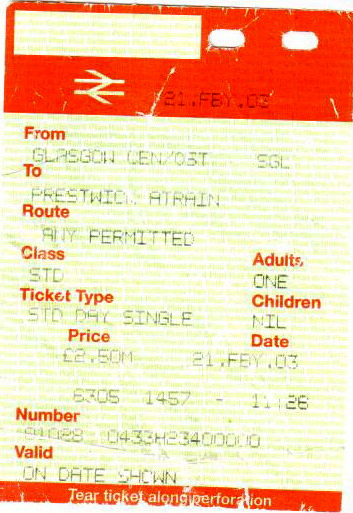 21.FBY.03
From
GLASGOW CEN/QST SGL
To
PRESTWICK ATRAIN
Route
ANY PERMITTED
Class Adults
STD ONE
Ticket Type Children
STD DAY SINGLE NIL
Price Date
£2.50M 21.FBY.03
6305 1457 - 11:26
Number
0433H23400000
Valid
ON DATE SHOWN
Tear ticket along perforation